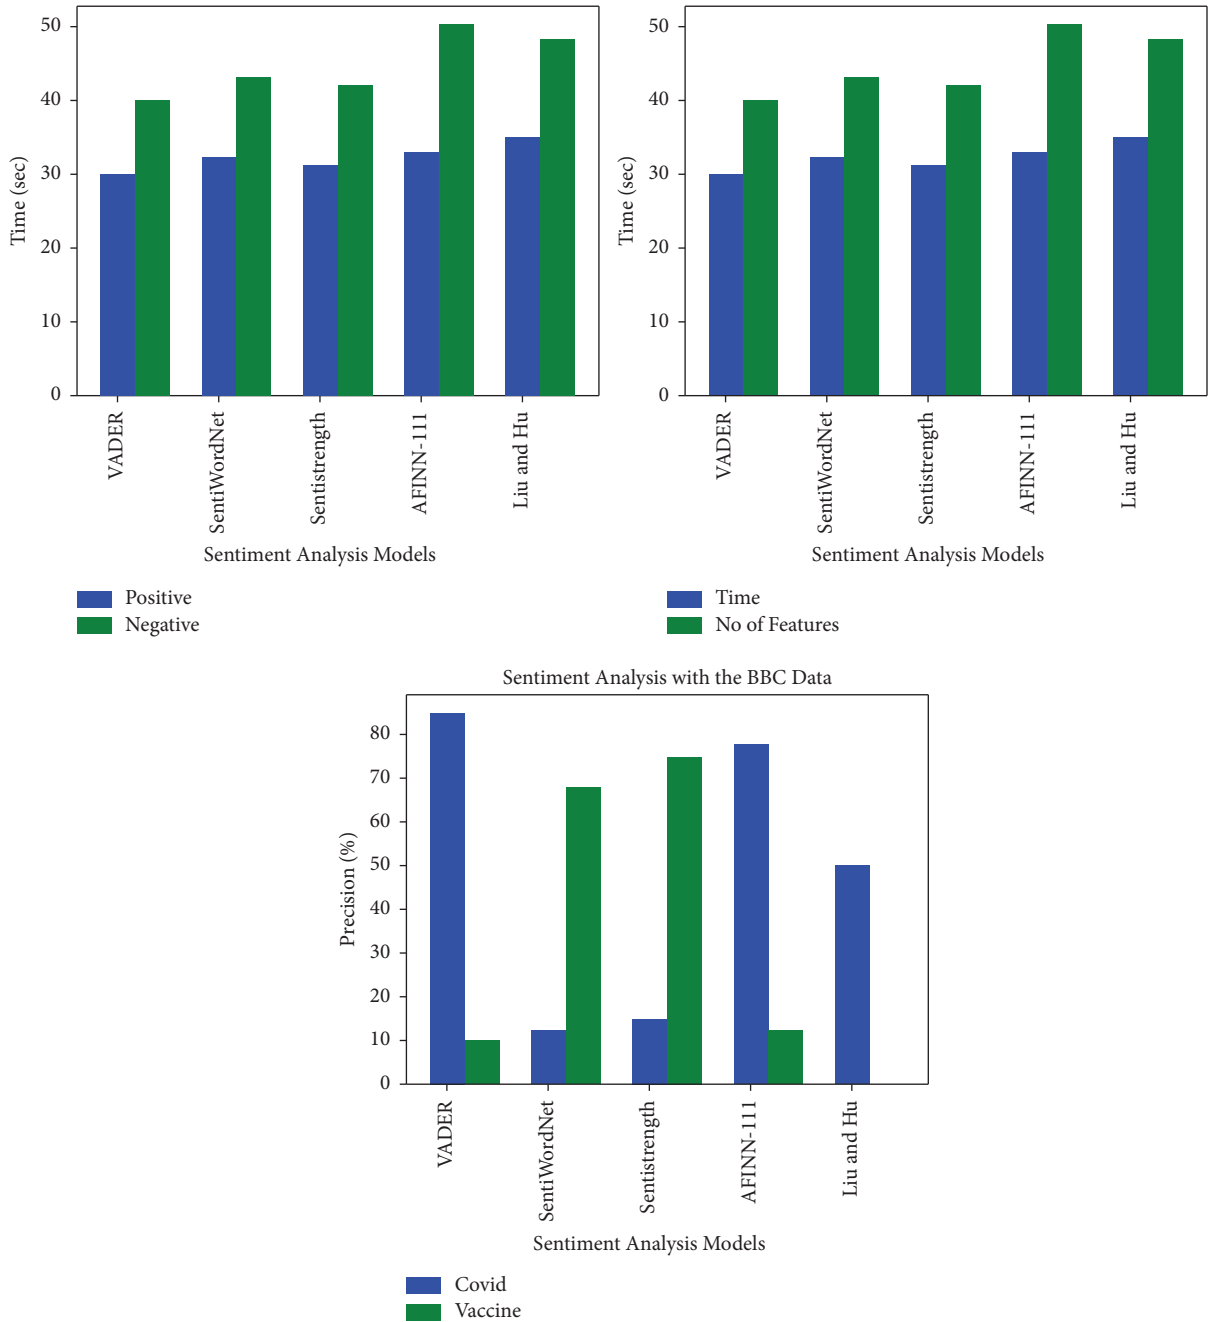 50
40
30
20
10
0
Time (sec)
VADER
SentiWordNet
Sentistrength
AFINN-111
Liu and Hu
Sentiment Analysis Models
Positive
Negative
50
40
30
20
10
0
Time (sec)
VADER
SentiWordNet
Sentistrength
AFINN-111
Liu and Hu
Sentiment Analysis Models
Time
No of Features
Sentiment Analysis with the BBC Data
80
70
60
50
40
30
20
10
0
Precision (%)
VADER
SentiWordNet
Sentistrength
AFINN-111
Liu and Hu
Sentiment Analysis Models
Covid
Vaccine